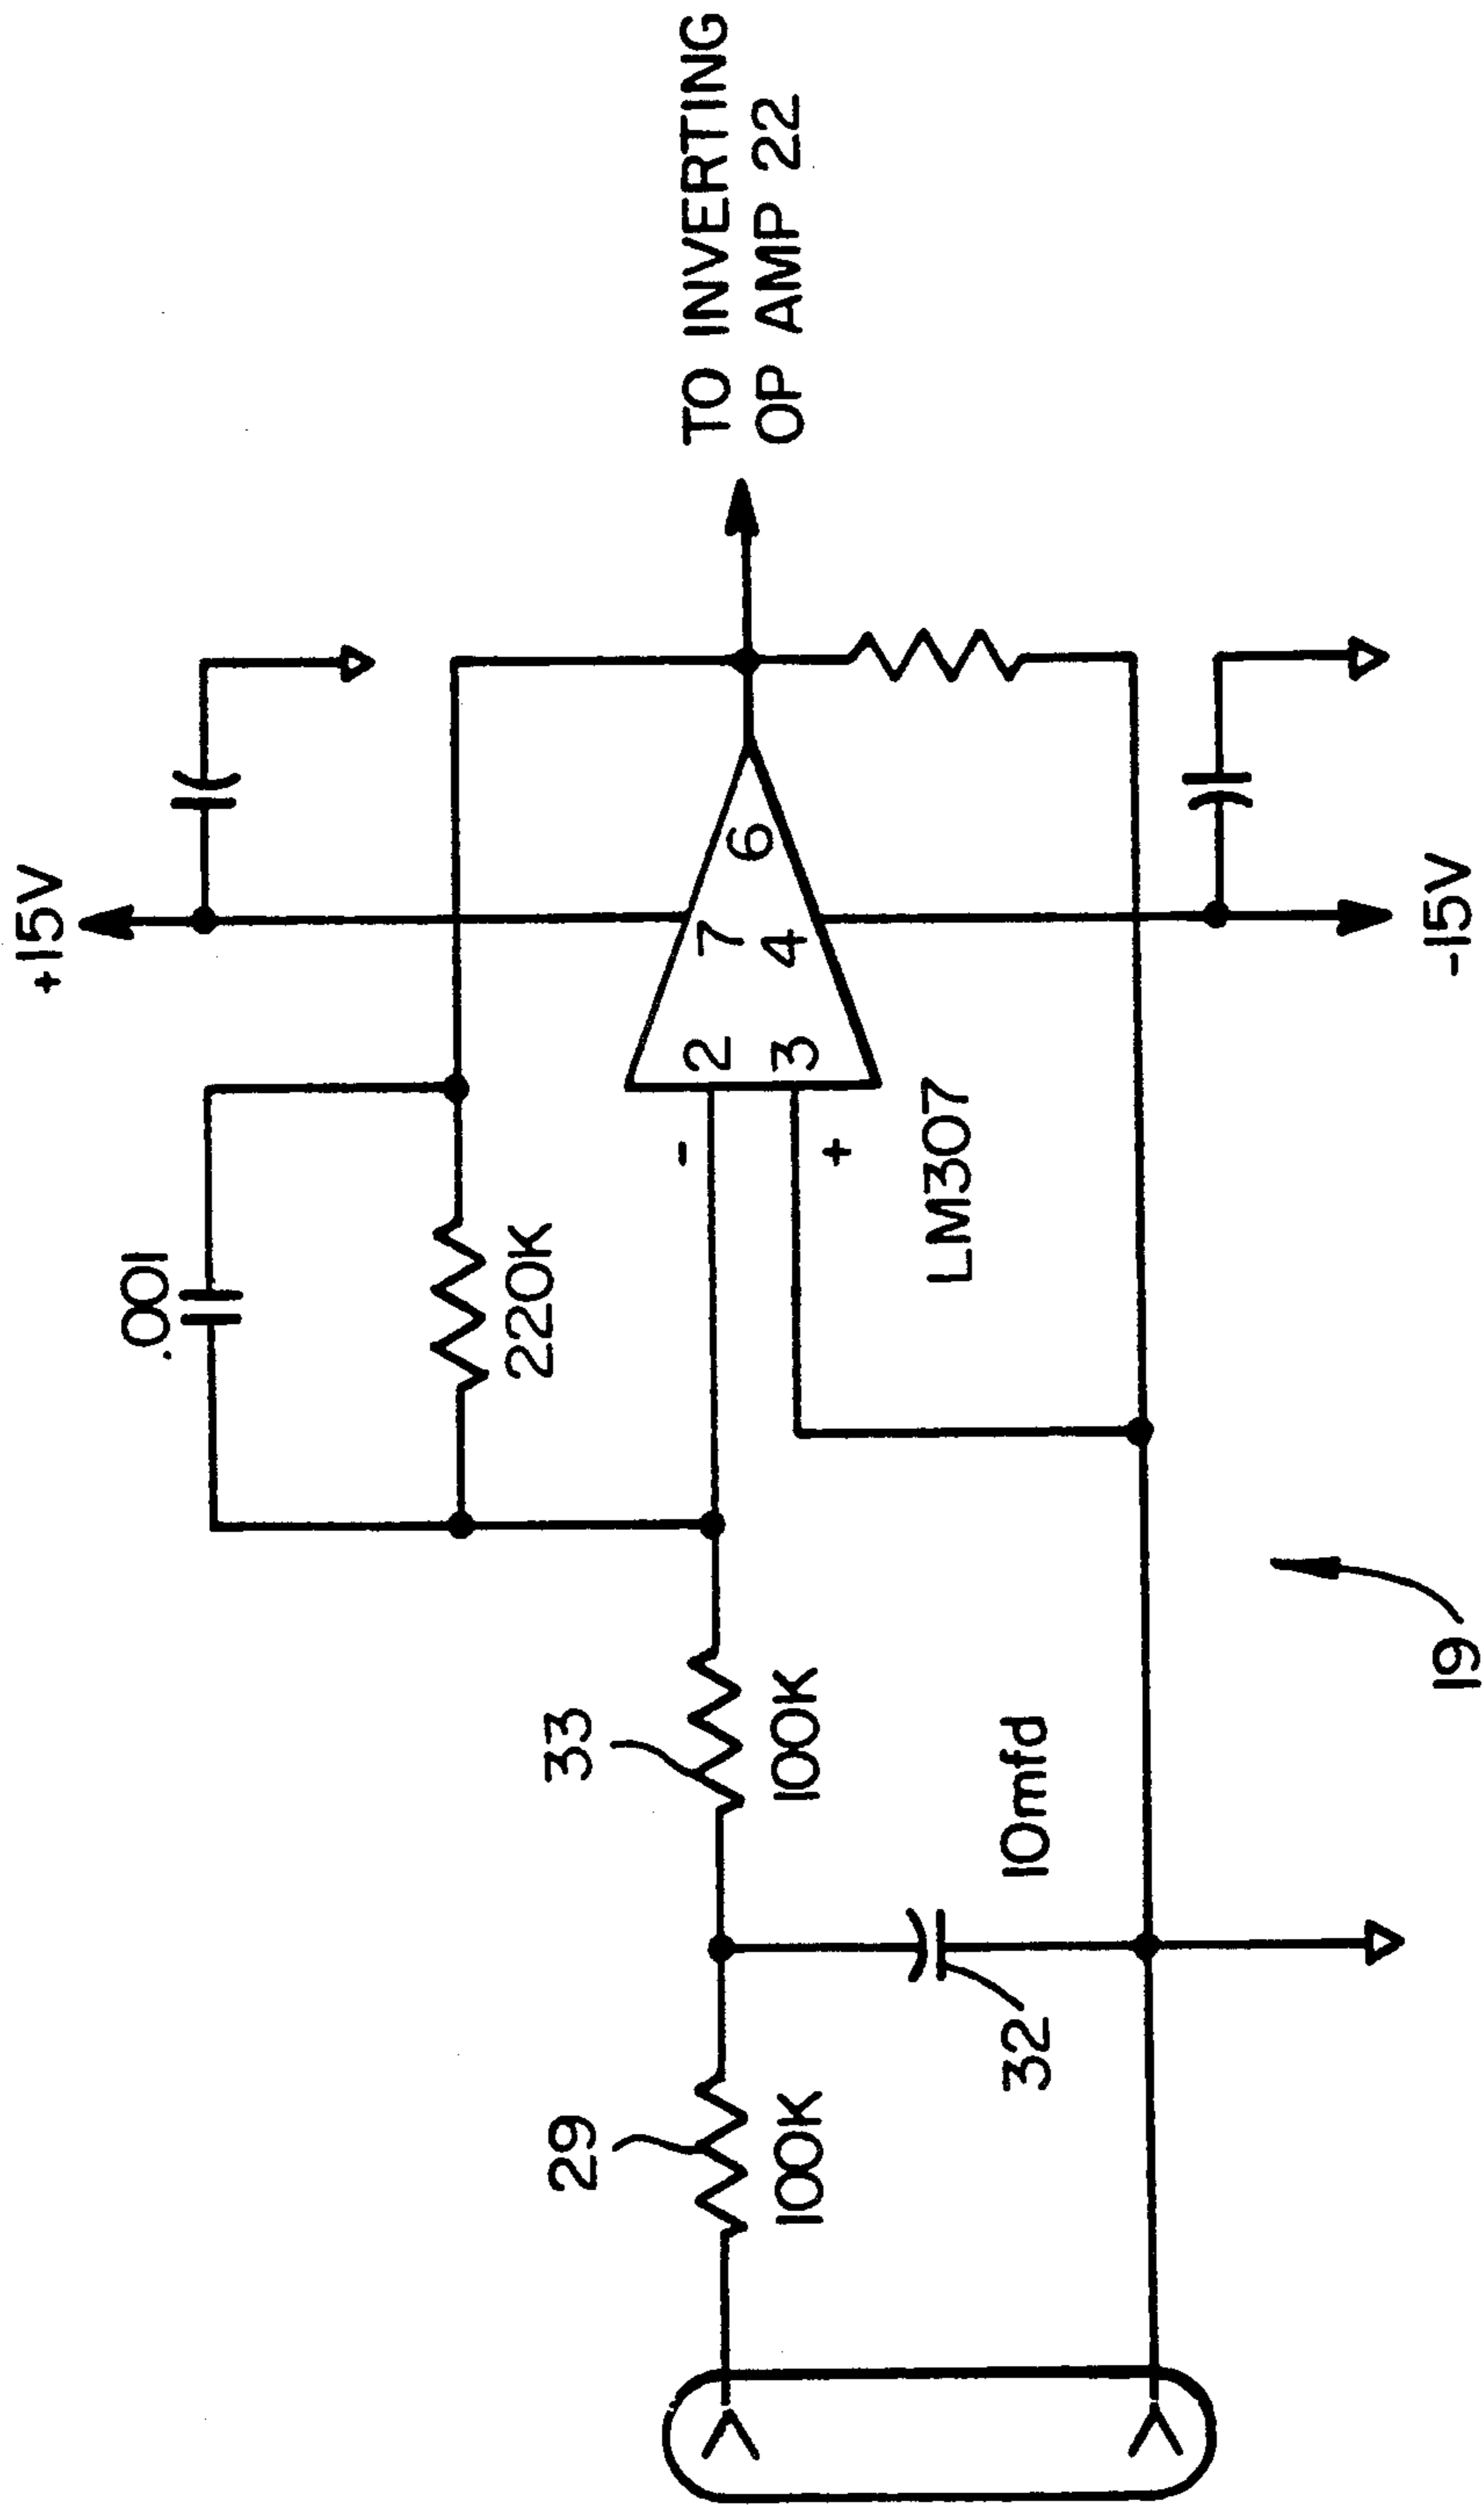 +15V
.001
220K
TO INVERTING
OP AMP 22
33
29
100K
100K
-
2
7
6
3
4
+
LM307
32
10mfd
-15V
19